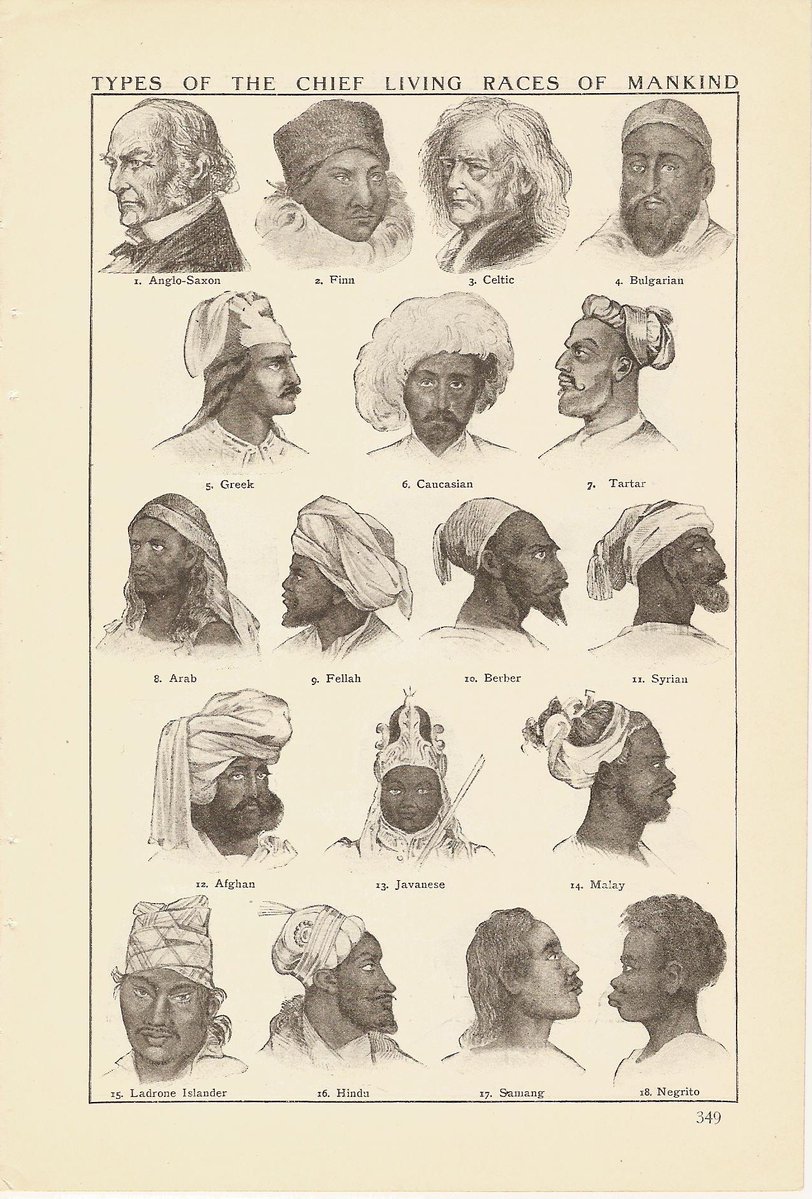 TYPES OF THE CHIEF LIVING RACES OF MANKIND
1. Anglo-Saxon
2. Finn
3. Celtic
4. Bulgarian
5. Greek
6. Caucasian
7. Tartar
8. Arab
9. Fellah
10. Berber
11. Syrian
12. Afghan
13. Javanese
14. Malay
15. Ladrone Islander
16. Hindu
17. Samang
18. Negrito
349